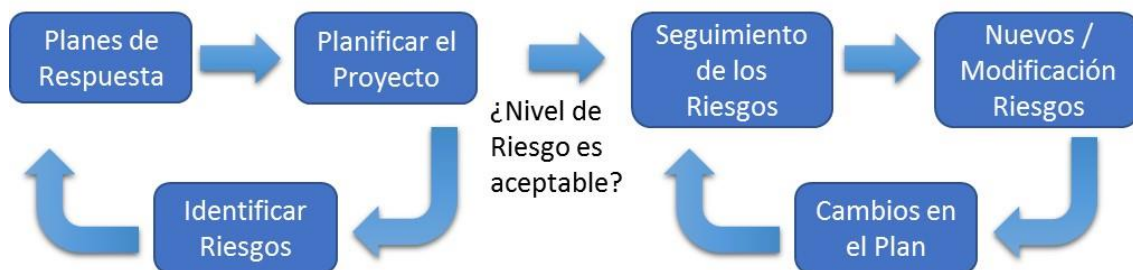 Planes de
Respuesta
Planificar el
Proyecto
¿Nivel de
Riesgo es
aceptable?
Identificar
Riesgos
Seguimiento
de los
Riesgos
Nuevos /
Modificación
Riesgos
Cambios en
el Plan